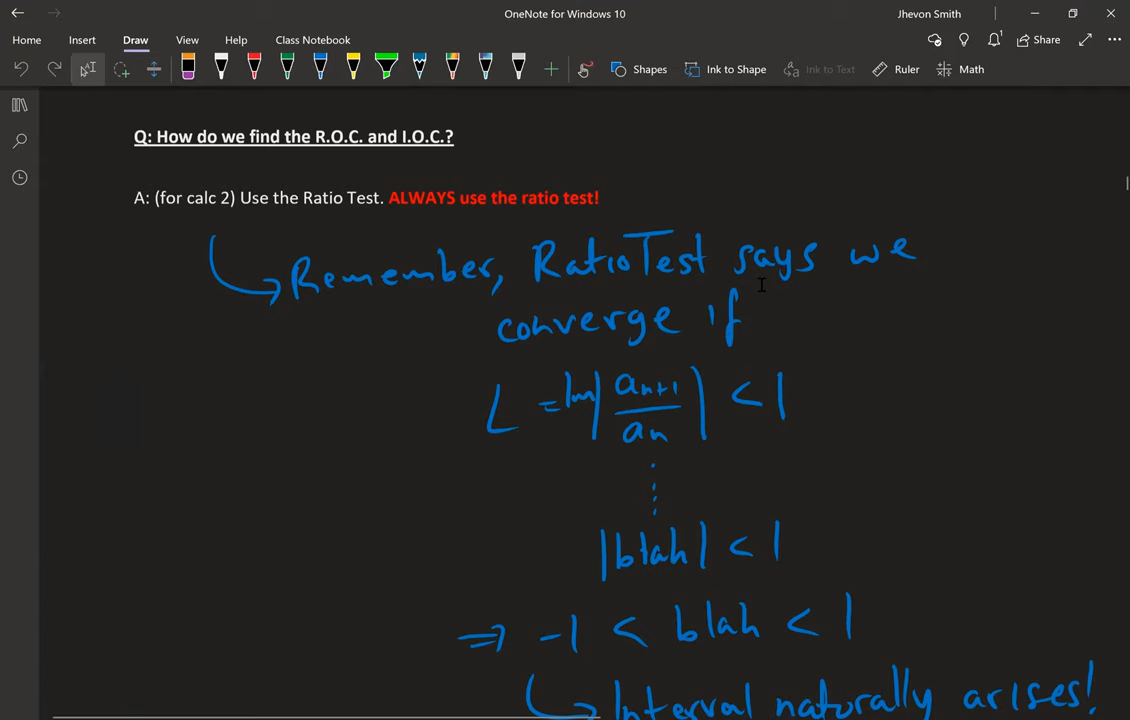 OneNote for Windows 10
Jhevon Smith
Home Insert Draw View Help Class Notebook
Share
Shapes Ink to Shape Ink to Text Ruler Math
Q: How do we find the R.O.C. and I.O.C.?
A: (for calc 2) Use the Ratio Test. ALWAYS use the ratio test!
Remember, Ratio Test says we
converge if
L = lim |an+1/an| < 1
|blah| < 1
⇒ -1 < blah < 1
Interval naturally arises!